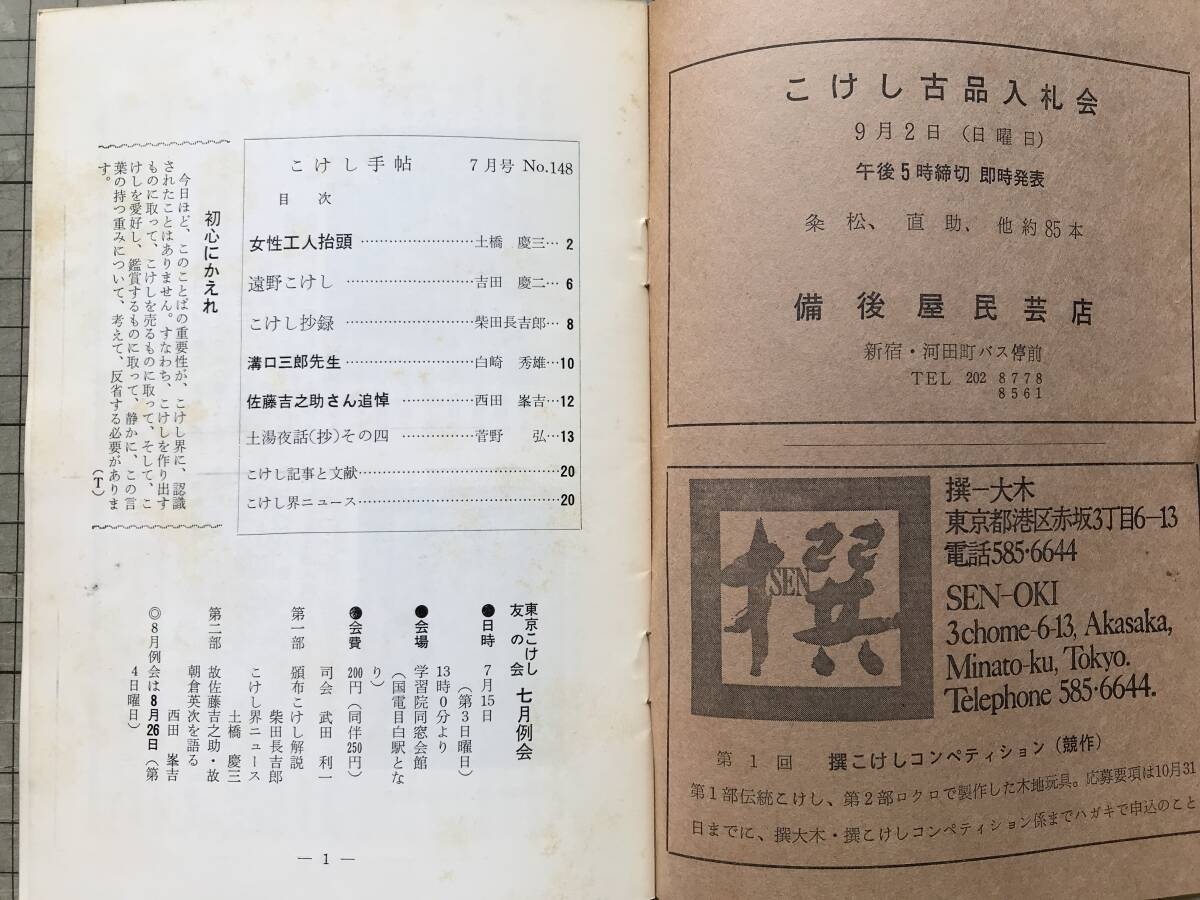 こけし手帖 7月号 No.148
目 次
女性工人抬頭……………………土橋 慶三…2
遠野こけし ……………………吉田 慶二…6
こけし抄録 ……………………柴田長吉郎…8
溝口三郎先生……………………白崎 秀雄…10
佐藤吉之助さん追悼 …………西田 峯吉…12
土湯夜話(抄)その四 …………菅野 弘…13
こけし記事と文献……………………………20
こけし界ニュース……………………………20
初心にかえれ
今日ほど、このことばの重要性が、こけし界に、認識
されたことはありません。すなわち、こけしを作り出す
ものに取って、こけしを売るものに取って、そして、こ
けしを愛好し、鑑賞するものに取って、静かに、この言
葉の持つ重みについて、考えて、反省する必要がありま
す。
(T)
東京こけし
友の会 七月例会
●日時 7月15日
(第3日曜日)
13時0分より
●会場 学習院同窓会館
(国電目白駅とな
り)
●会費 200円(同伴250円)
司会 武田 利一
第一部 頒布こけし解説
柴田長吉郎
こけし界ニュース
土橋 慶三
第二部 故佐藤吉之助・故
朝倉英次を語る
西田 峯吉
◎8月例会は8月26日(第
4日曜日)
— 1 —
こけし古品入札会
9月2日(日曜日)
午後5時締切 即時発表
粂松、直助、他約85本
備後屋民芸店
新宿・河田町バス停前
TEL 202 8778
8561
撰
SEN
撰一大木
東京都港区赤坂3丁目6−13
電話585・6644
SEN-OKI
3chome-6-13, Akasaka,
Minato-ku, Tokyo.
Telephone 585・6644.
第1回 撰こけしコンペティション(競作)
第1部伝統こけし、第2部ロクロで製作した木地玩具。応募要項は10月31
日までに、撰大木・撰こけしコンペティション係までハガキで申込のこと